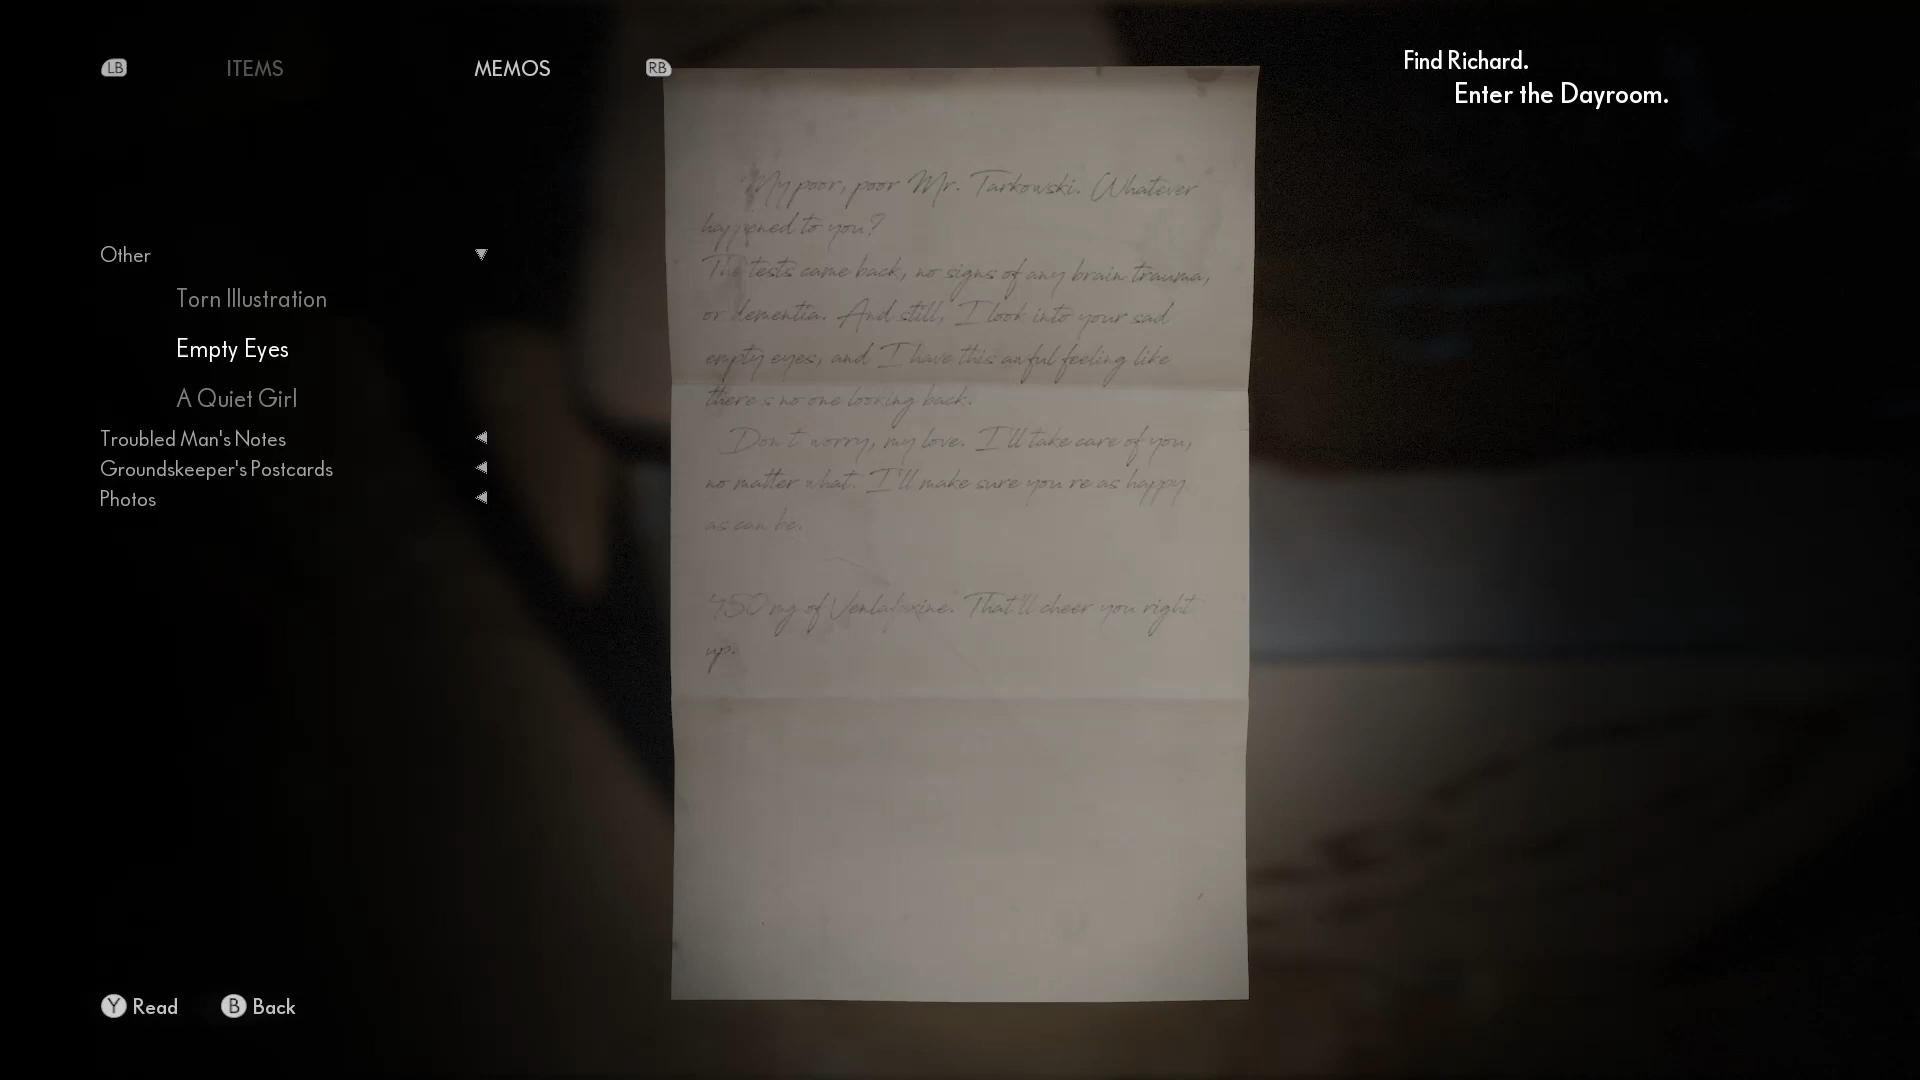 LB ITEMS MEMOS RB
Find Richard.
Enter the Dayroom.
Other
Torn Illustration
Empty Eyes
A Quiet Girl
Troubled Man's Notes
Groundskeeper's Postcards
Photos
My poor, poor Mr. Tarkowski. Whatever
happened to you?
The tests came back, no signs of any brain trauma,
or dementia. And still, I look into your sad
empty eyes, and I have this awful feeling like
there's no one looking back.
Don't worry, my love. I'll take care of you,
no matter what. I'll make sure you're as happy
as can be.
450 mg of Venlafaxine. That'll cheer you right
up.
Y Read B Back